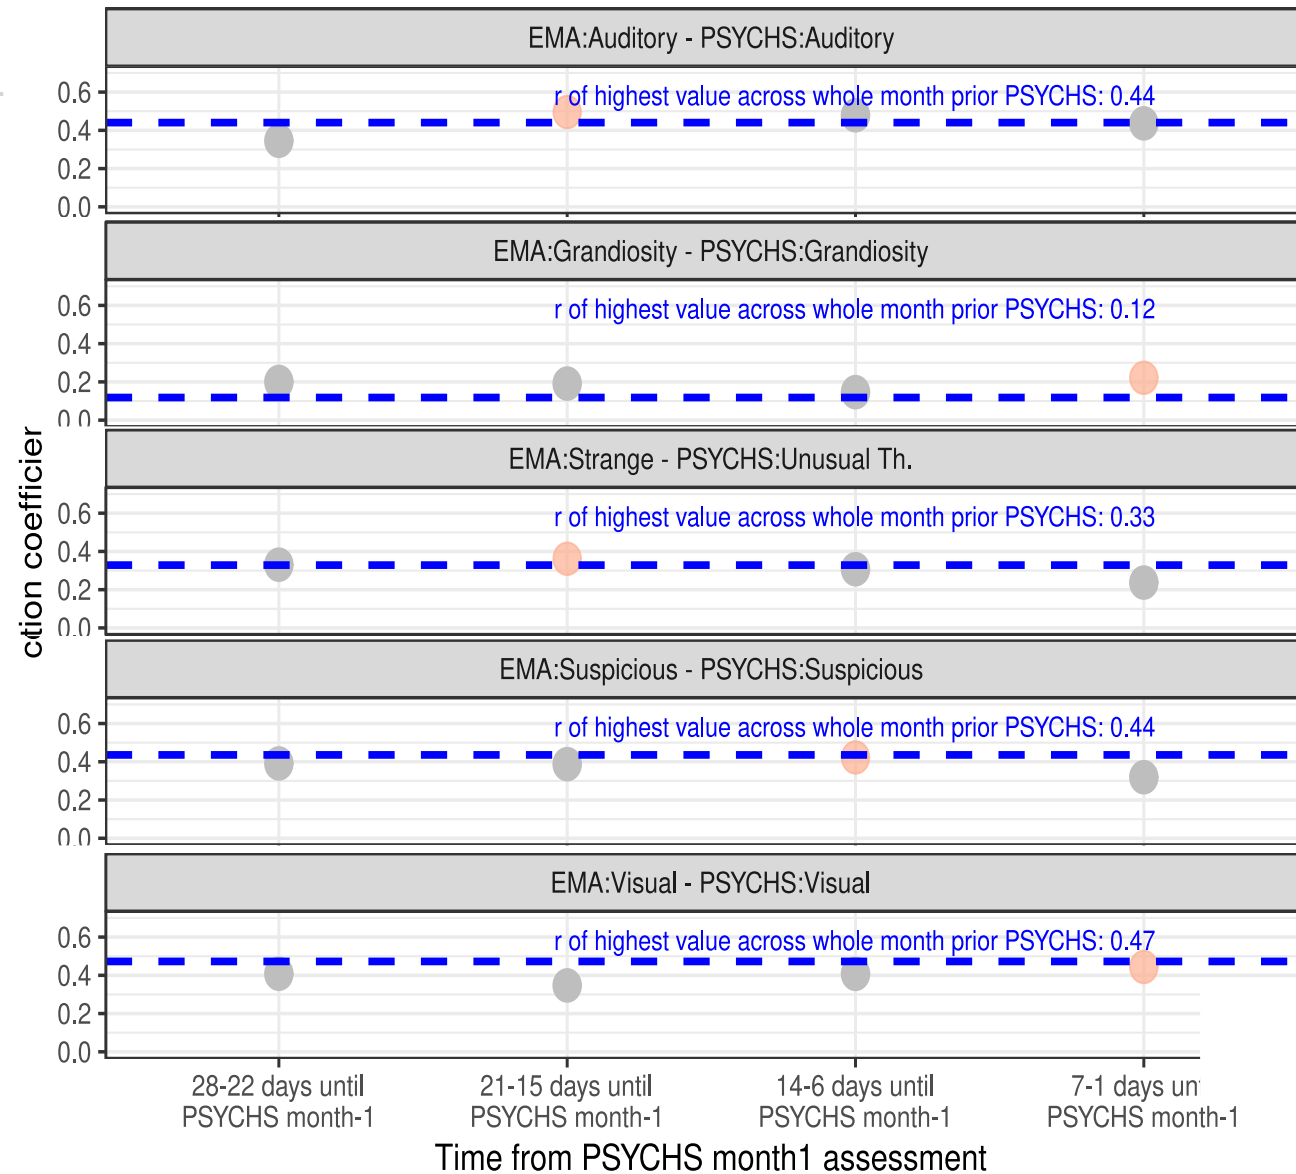 EMA:Auditory - PSYCHS:Auditory
r of highest value across whole month prior PSYCHS: 0.44
0.6
0.4
0.2
0.0
EMA:Grandiosity - PSYCHS:Grandiosity
r of highest value across whole month prior PSYCHS: 0.12
0.6
0.4
0.2
0.0
EMA:Strange - PSYCHS:Unusual Th.
r of highest value across whole month prior PSYCHS: 0.33
0.6
0.4
0.2
0.0
EMA:Suspicious - PSYCHS:Suspicious
r of highest value across whole month prior PSYCHS: 0.44
0.6
0.4
0.2
0.0
EMA:Visual - PSYCHS:Visual
r of highest value across whole month prior PSYCHS: 0.47
0.6
0.4
0.2
0.0
ction coefficier
28-22 days until
PSYCHS month-1
21-15 days until
PSYCHS month-1
14-6 days until
PSYCHS month-1
7-1 days un
PSYCHS month-1
Time from PSYCHS month1 assessment